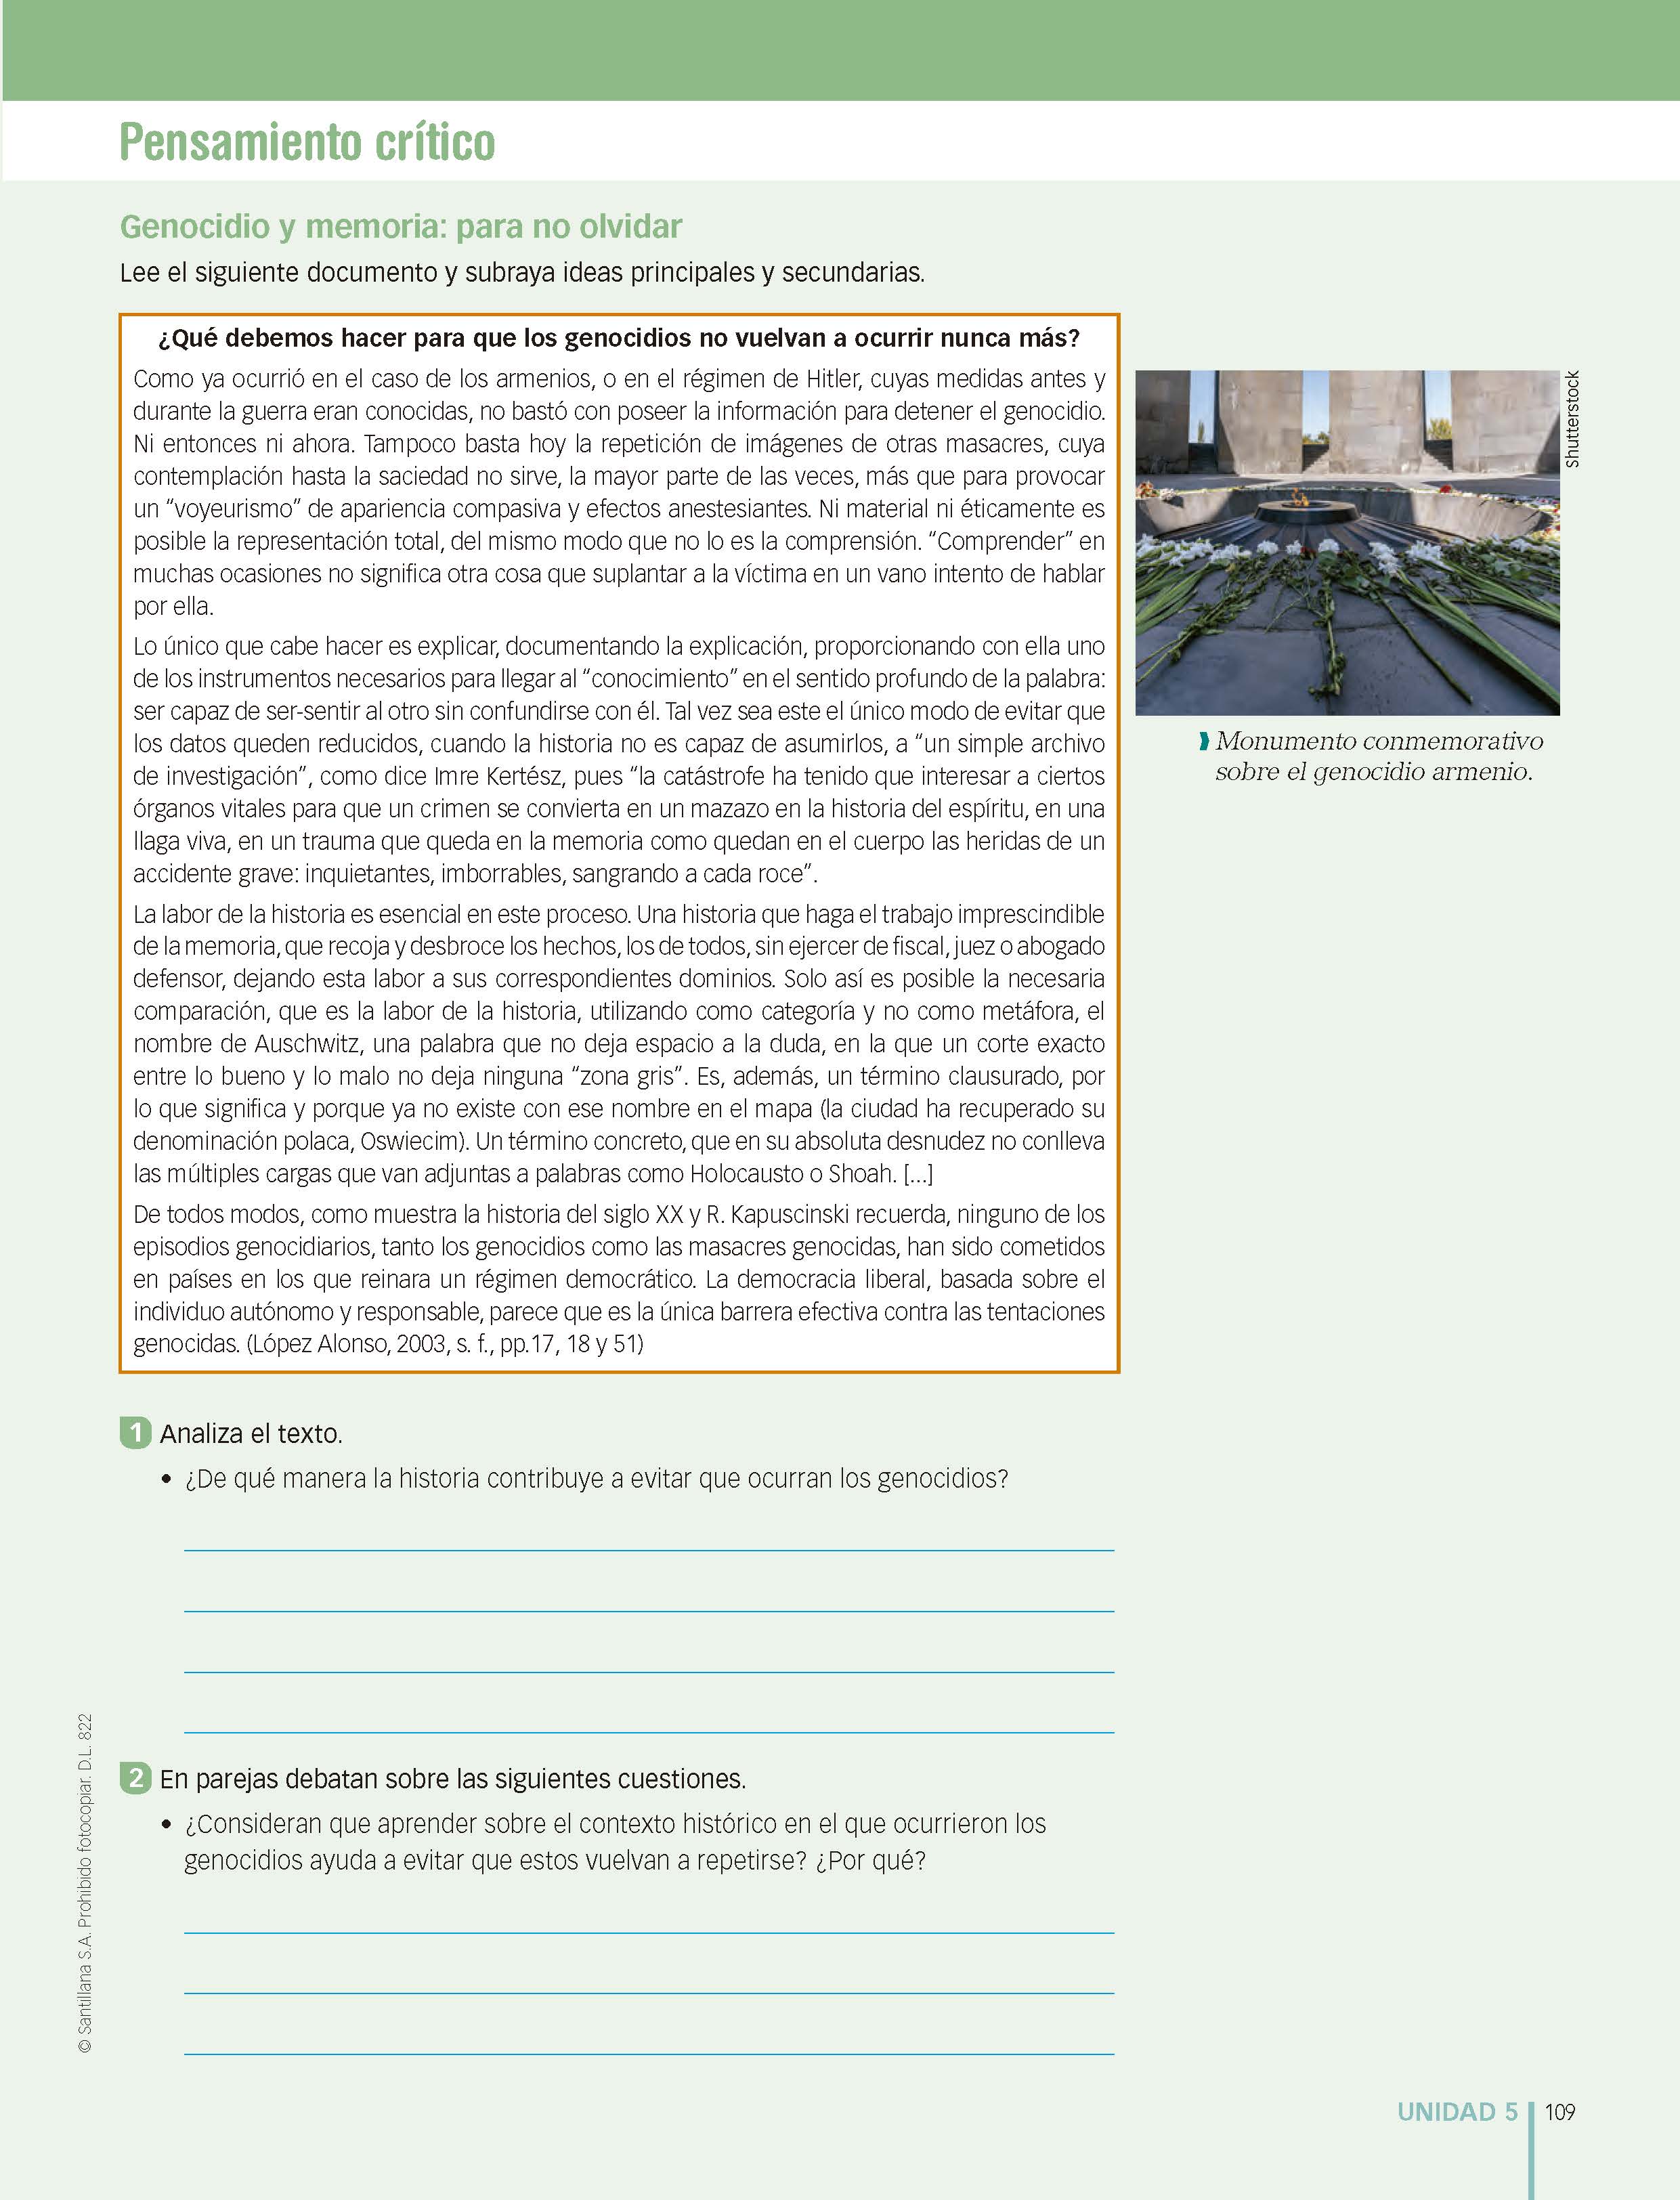 Pensamiento crítico
Genocidio y memoria: para no olvidar
Lee el siguiente documento y subraya ideas principales y secundarias.
¿Qué debemos hacer para que los genocidios no vuelvan a ocurrir nunca más?
Como ya ocurrió en el caso de los armenios, o en el régimen de Hitler, cuyas medidas antes y
durante la guerra eran conocidas, no bastó con poseer la información para detener el genocidio.
Ni entonces ni ahora. Tampoco basta hoy la repetición de imágenes de otras masacres, cuya
contemplación hasta la saciedad no sirve, la mayor parte de las veces, más que para provocar
un “voyeurismo” de apariencia compasiva y efectos anestesiantes. Ni material ni éticamente es
posible la representación total, del mismo modo que no lo es la comprensión. “Comprender” en
muchas ocasiones no significa otra cosa que suplantar a la víctima en un vano intento de hablar
por ella.
Lo único que cabe hacer es explicar, documentando la explicación, proporcionando con ella uno
de los instrumentos necesarios para llegar al “conocimiento” en el sentido profundo de la palabra:
ser capaz de ser-sentir al otro sin confundirse con él. Tal vez sea este el único modo de evitar que
los datos queden reducidos, cuando la historia no es capaz de asumirlos, a “un simple archivo
de investigación”, como dice Imre Kertész, pues “la catástrofe ha tenido que interesar a ciertos
órganos vitales para que un crimen se convierta en un mazazo en la historia del espíritu, en una
llaga viva, en un trauma que queda en la memoria como quedan en el cuerpo las heridas de un
accidente grave: inquietantes, imborrables, sangrando a cada roce”.
La labor de la historia es esencial en este proceso. Una historia que haga el trabajo imprescindible
de la memoria, que recoja y desbroce los hechos, los de todos, sin ejercer de fiscal, juez o abogado
defensor, dejando esta labor a sus correspondientes dominios. Solo así es posible la necesaria
comparación, que es la labor de la historia, utilizando como categoría y no como metáfora, el
nombre de Auschwitz, una palabra que no deja espacio a la duda, en la que un corte exacto
entre lo bueno y lo malo no deja ninguna “zona gris”. Es, además, un término clausurado, por
lo que significa y porque ya no existe con ese nombre en el mapa (la ciudad ha recuperado su
denominación polaca, Oswiecim). Un término concreto, que en su absoluta desnudez no conlleva
las múltiples cargas que van adjuntas a palabras como Holocausto o Shoah. [...]
De todos modos, como muestra la historia del siglo XX y R. Kapuscinski recuerda, ninguno de los
episodios genocidiarios, tanto los genocidios como las masacres genocidas, han sido cometidos
en países en los que reinara un régimen democrático. La democracia liberal, basada sobre el
individuo autónomo y responsable, parece que es la única barrera efectiva contra las tentaciones
genocidas. (López Alonso, 2003, s. f., pp.17, 18 y 51)
Shutterstock
Monumento conmemorativo
sobre el genocidio armenio.
1 Analiza el texto.
• ¿De qué manera la historia contribuye a evitar que ocurran los genocidios?
2 En parejas debatan sobre las siguientes cuestiones.
• ¿Consideran que aprender sobre el contexto histórico en el que ocurrieron los
genocidios ayuda a evitar que estos vuelvan a repetirse? ¿Por qué?
© Santillana S.A. Prohibido fotocopiar. D.L. 822
UNIDAD 5 109